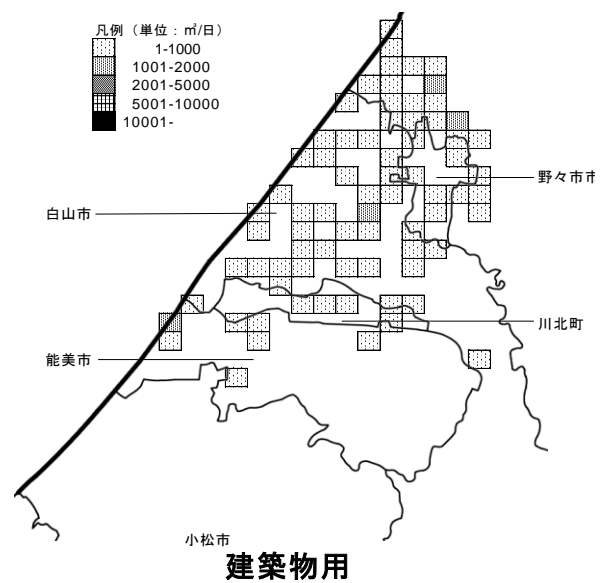 凡例(単位:㎥/日)
1-1000
1001-2000
2001-5000
5001-10000
10001-
野々市市
白山市
川北町
能美市
小松市
建築物用